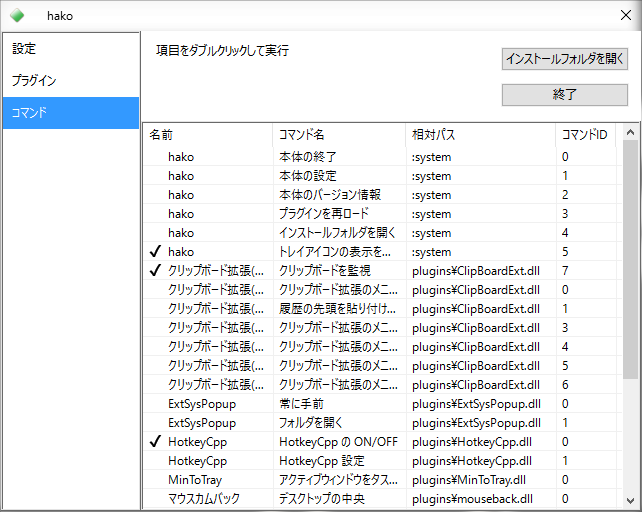 hako
設定
プラグイン
コマンド
項目をダブルクリックして実行
インストールフォルダを開く
終了
名前 コマンド名 相対パス コマンドID
hako 本体の終了 :system 0
hako 本体の設定 :system 1
hako 本体のバージョン情報 :system 2
hako プラグインを再ロード :system 3
hako インストールフォルダを開く :system 4
✓ hako トレイアイコンの表示を... :system 5
✓ クリップボード拡張(... クリップボードを監視 plugins¥ClipBoardExt.dll 7
クリップボード拡張(... クリップボード拡張のメニ... plugins¥ClipBoardExt.dll 0
クリップボード拡張(... 履歴の先頭を貼り付け... plugins¥ClipBoardExt.dll 1
クリップボード拡張(... クリップボード拡張のメニ... plugins¥ClipBoardExt.dll 3
クリップボード拡張(... クリップボード拡張のメニ... plugins¥ClipBoardExt.dll 4
クリップボード拡張(... クリップボード拡張のメニ... plugins¥ClipBoardExt.dll 5
クリップボード拡張(... クリップボード拡張のメニ... plugins¥ClipBoardExt.dll 6
ExtSysPopup 常に手前 plugins¥ExtSysPopup.dll 0
ExtSysPopup フォルダを開く plugins¥ExtSysPopup.dll 1
✓ HotkeyCpp HotkeyCpp の ON/OFF plugins¥HotkeyCpp.dll 0
HotkeyCpp HotkeyCpp 設定 plugins¥HotkeyCpp.dll 1
MinToTray アクティブウィンドウをタス... plugins¥MinToTray.dll 0
マウスカムバック デスクトップの中央 plugins¥mouseback.dll 0